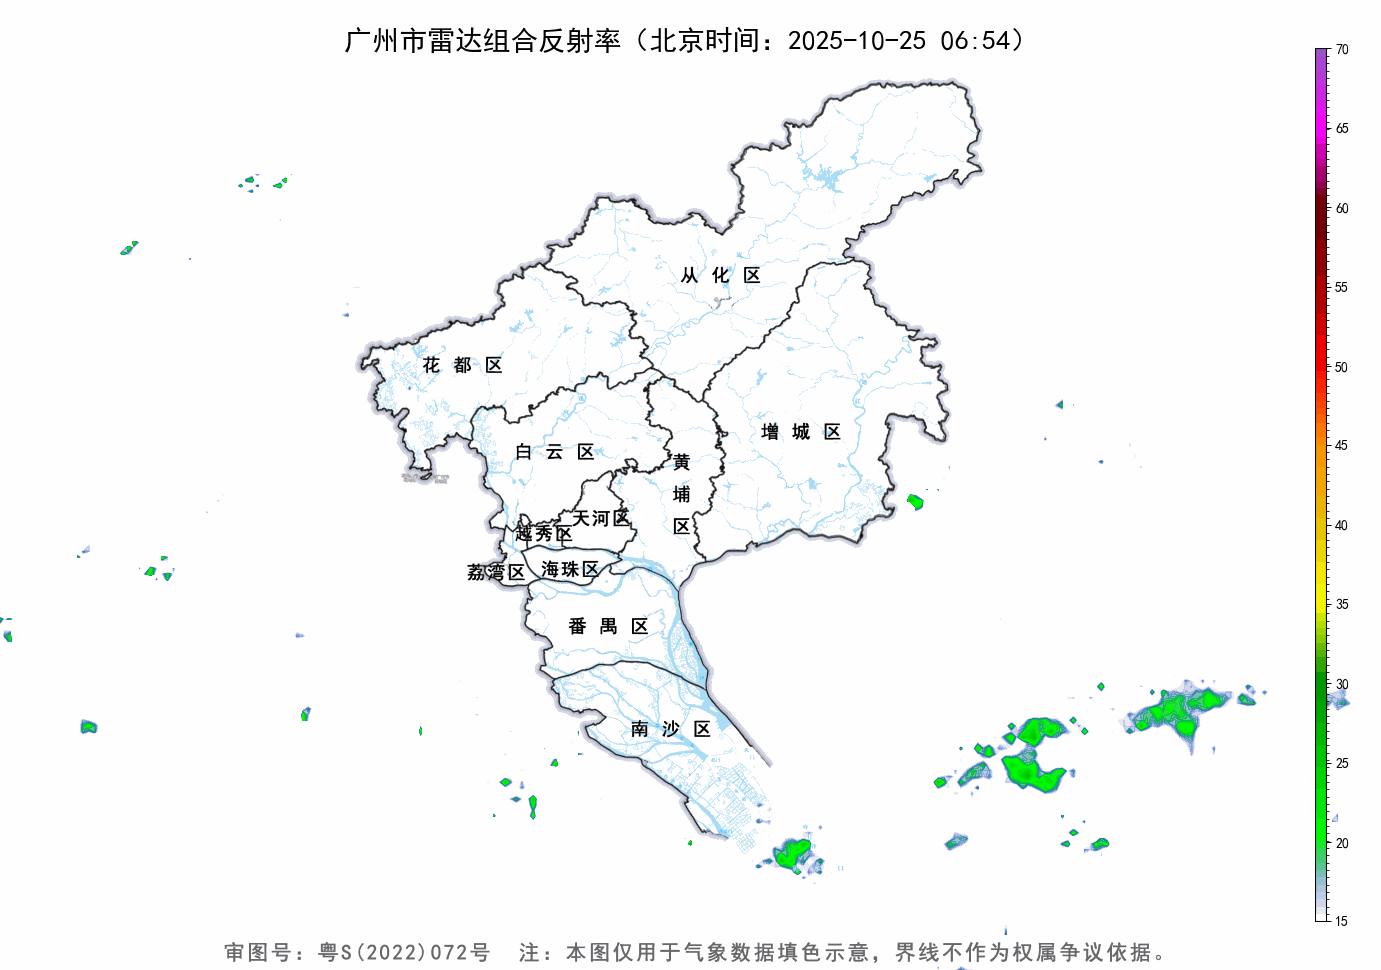 广州市雷达组合反射率（北京时间：2025-10-25 06:54）
70
65
60
55
50
45
40
35
30
25
20
15
从化区
花都区
增城区
白云区
黄埔区
天河区
越秀区
荔湾区
海珠区
番禺区
南沙区
审图号：粤S(2022)072号 注：本图仅用于气象数据填色示意，界线不作为权属争议依据。